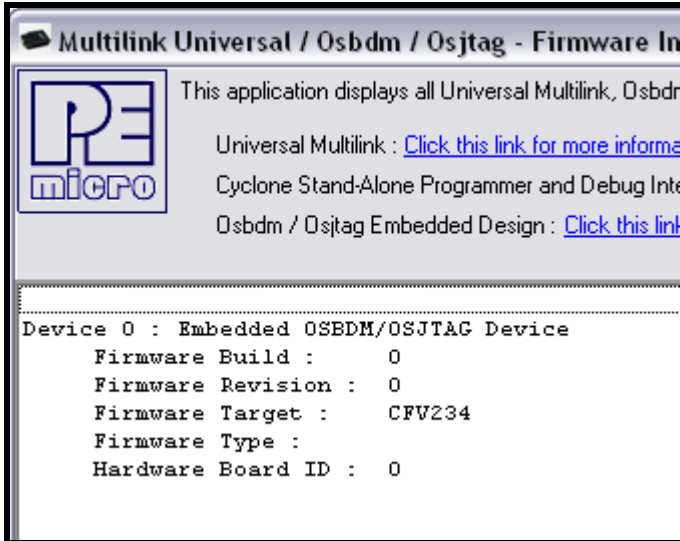 Multilink Universal / Osbdm / Osjtag - Firmware In
PE
micro
This application displays all Universal Multilink, Osbdm
Universal Multilink : Click this link for more informa
Cyclone Stand-Alone Programmer and Debug Inte
Osbdm / Osjtag Embedded Design : Click this link
Device 0 : Embedded OSBDM/OSJTAG Device
Firmware Build : 0
Firmware Revision : 0
Firmware Target : CFV234
Firmware Type :
Hardware Board ID : 0